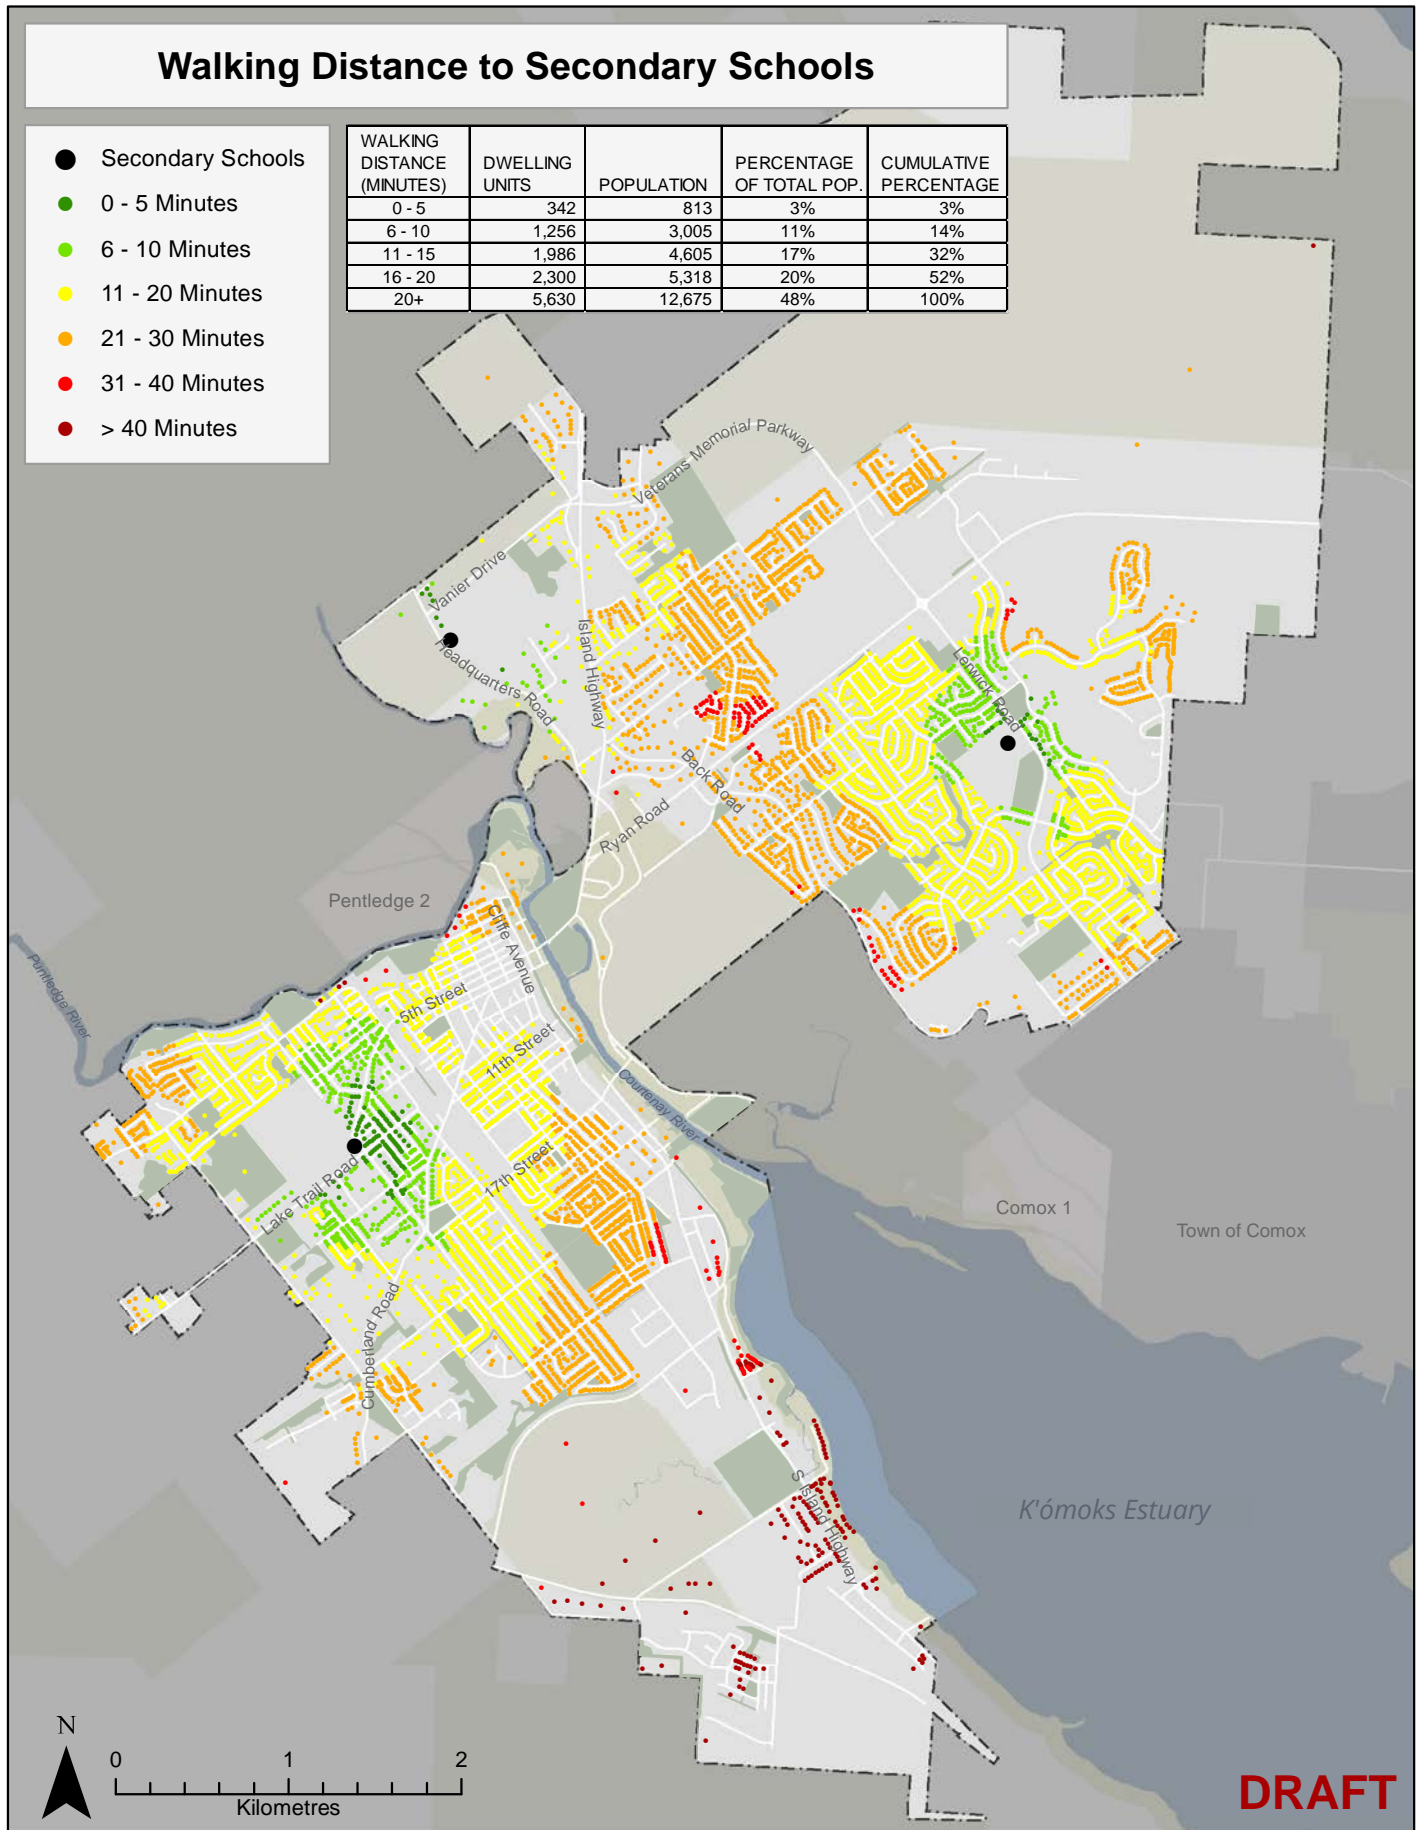 Walking Distance to Secondary Schools
Secondary Schools
0 - 5 Minutes
6 - 10 Minutes
11 - 20 Minutes
21 - 30 Minutes
31 - 40 Minutes
> 40 Minutes
WALKING DISTANCE (MINUTES) DWELLING UNITS POPULATION PERCENTAGE OF TOTAL POP. CUMULATIVE PERCENTAGE
0 - 5 342 813 3% 3%
6 - 10 1,256 3,005 11% 14%
11 - 15 1,986 4,605 17% 32%
16 - 20 2,300 5,318 20% 52%
20+ 5,630 12,675 48% 100%
Veterans Memorial Parkway
Vanier Drive
Headquarters Road
Island Highway
Lerwick Road
Back Road
Ryan Road
Pentledge 2
Cliffe Avenue
Puntledge River
5th Street
11th Street
Courtenay River
17th Street
Lake Trail Road
Comox 1
Town of Comox
Cumberland Road
S Island Highway
K'ómoks Estuary
N
0 1 2
Kilometres
DRAFT